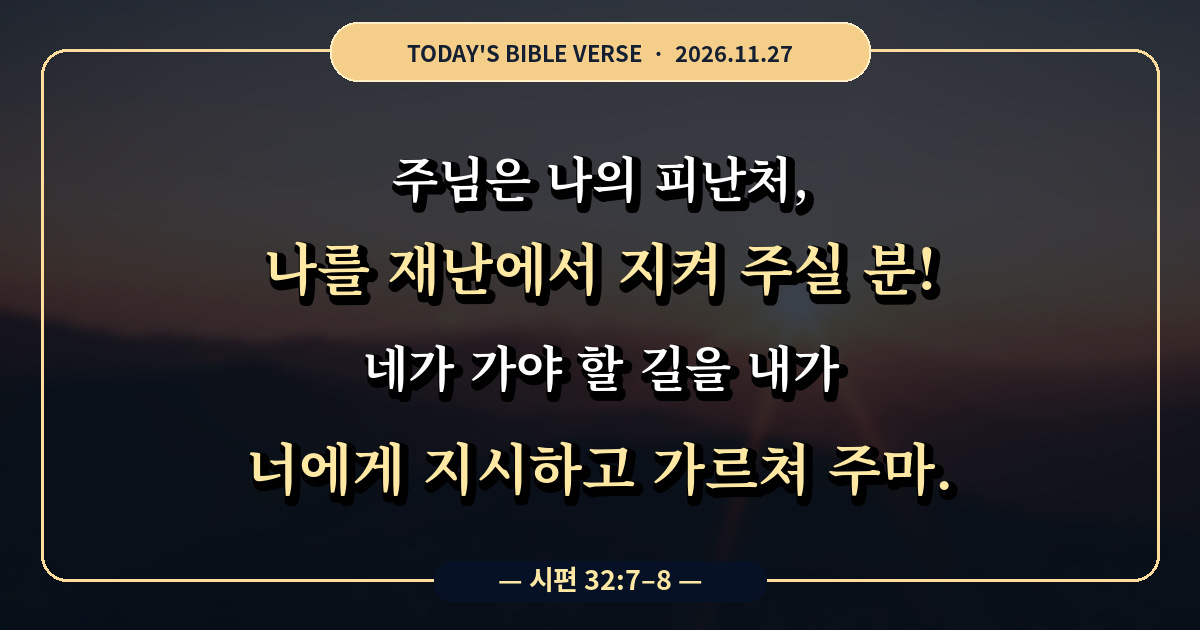 TODAY'S BIBLE VERSE · 2026.11.27
주님은 나의 피난처,
나를 재난에서 지켜 주실 분!
네가 가야 할 길을 내가
너에게 지시하고 가르쳐 주마.
— 시편 32:7–8 —